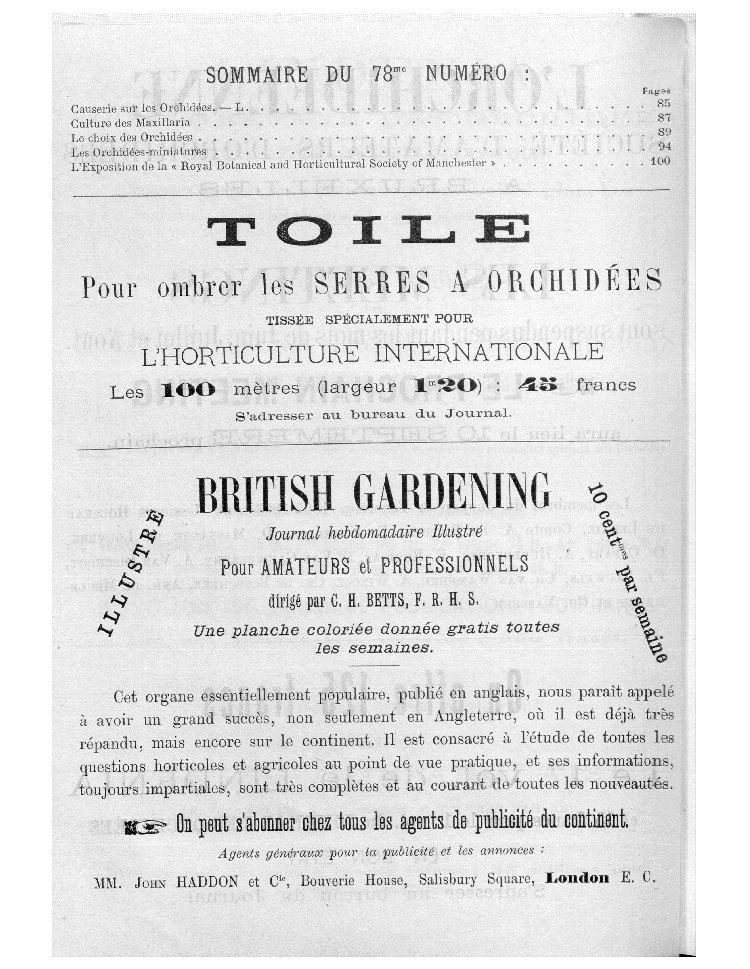 SOMMAIRE DU 78me NUMÉRO :
Pages
Causerie sur les Orchidées. — L. . . . . . . . . . . . . . . . . . . . . . . . . . . 85
Culture des Maxillaria . . . . . . . . . . . . . . . . . . . . . . . . . . . . 87
Le choix des Orchidées . . . . . . . . . . . . . . . . . . . . . . . . . . . . 89
Les Orchidées-miniatures . . . . . . . . . . . . . . . . . . . . . . . . . . . 94
L'Exposition de la « Royal Botanical and Horticultural Society of Manchester » . . . . . . . . . . . 100
TOILE
Pour ombrer les SERRES A ORCHIDÉES
TISSÉE SPÉCIALEMENT POUR
L'HORTICULTURE INTERNATIONALE
Les 100 mètres (largeur 1m20) : 45 francs
S'adresser au bureau du Journal.
ILLUSTRE
BRITISH GARDENING
Journal hebdomadaire Illustré
Pour AMATEURS et PROFESSIONNELS
dirigé par C. H. BETTS, F. R. H. S.
Une planche coloriée donnée gratis toutes
les semaines.
10 centmes par semaine
Cet organe essentiellement populaire, publié en anglais, nous parait appelé
à avoir un grand succès, non seulement en Angleterre, où il est déjà très
répandu, mais encore sur le continent. Il est consacré à l'étude de toutes les
questions horticoles et agricoles au point de vue pratique, et ses informations,
toujours impartiales, sont très complètes et au courant de toutes les nouveautés.
On peut s'abonner chez tous les agents de publicité du continent.
Agents généraux pour la publicité et les annonces :
MM. JOHN HADDON et Cie, Bouverie House, Salisbury Square, London E. C.